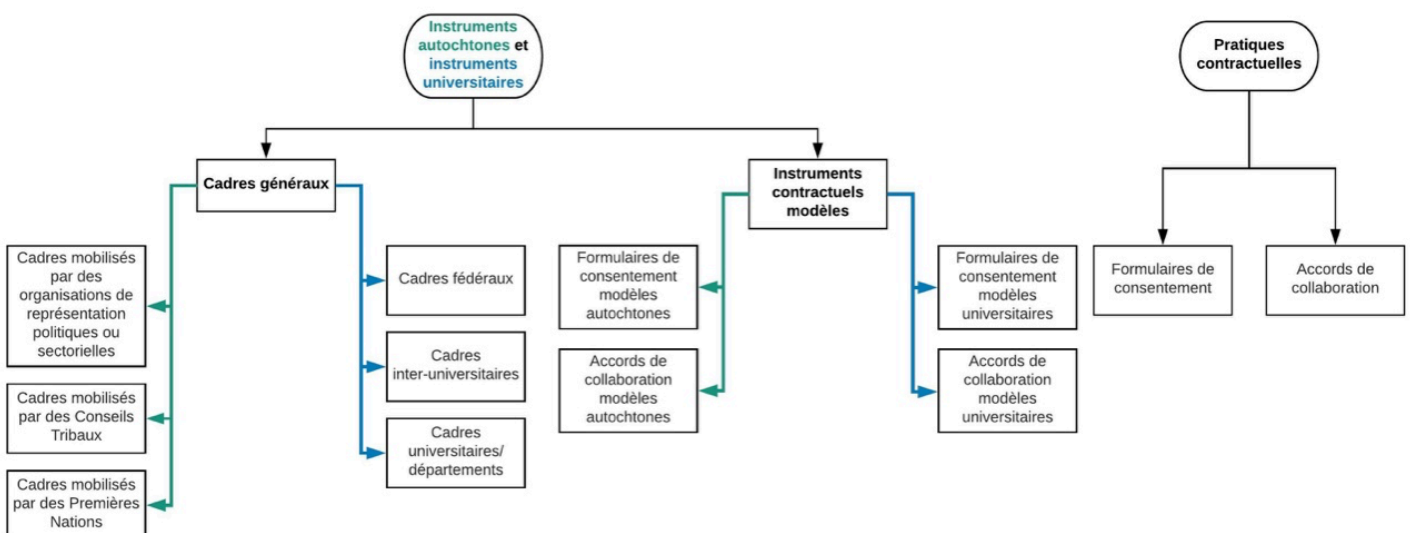 Instruments
autochtones et
instruments
universitaires
Pratiques
contractuelles
Cadres généraux
Instruments
contractuels
modèles
Cadres mobilisés
par des
organisations de
représentation
politiques ou
sectorielles
Cadres mobilisés
par des Conseils
Tribaux
Cadres mobilisés
par des Premières
Nations
Cadres fédéraux
Cadres
inter-universitaires
Cadres
universitaires/
départements
Formulaires de
consentement
modèles
autochtones
Accords de
collaboration
modèles
autochtones
Formulaires de
consentement
modèles
universitaires
Accords de
collaboration
modèles
universitaires
Formulaires de
consentement
Accords de
collaboration